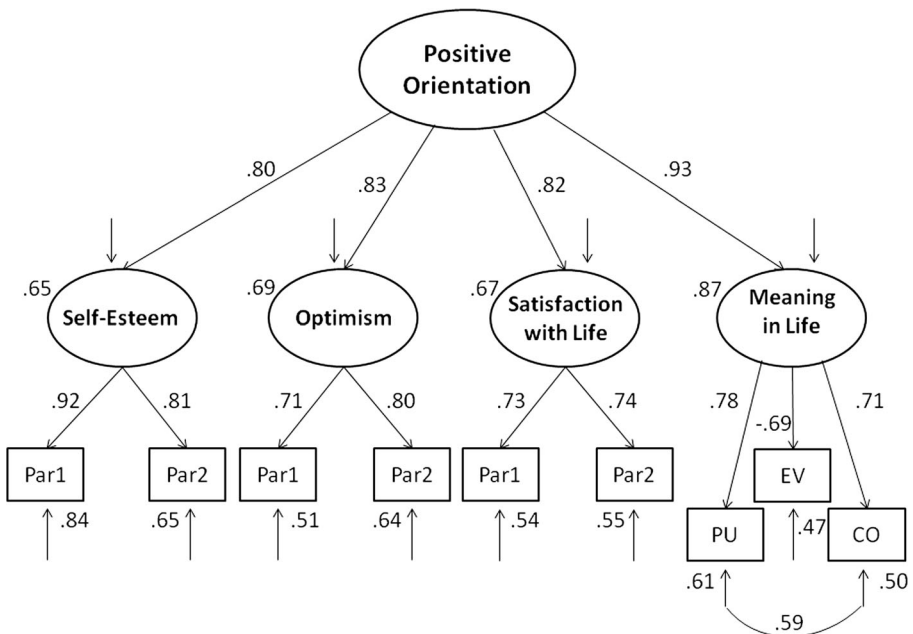 Positive
Orientation
.80
.83
.82
.93
.65
Self-Esteem
.69
Optimism
.67
Satisfaction
with Life
.87
Meaning
in Life
.92
.81
.71
.80
.73
.74
.78
-.69
.71
Par1
Par2
Par1
Par2
Par1
Par2
EV
.84
.65
.51
.64
.54
.55
.47
PU
CO
.61
.50
.59